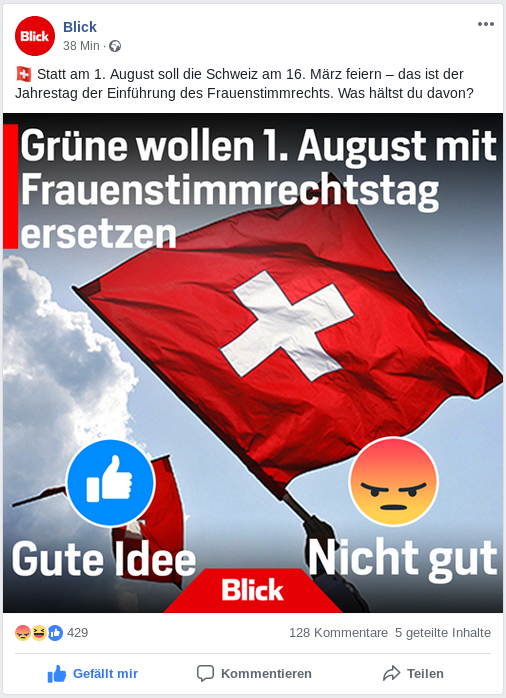 Blick
Blick
38 Min ·
Statt am 1. August soll die Schweiz am 16. März feiern – das ist der
Jahrestag der Einführung des Frauenstimmrechts. Was hältst du davon?
Grüne wollen 1. August mit
Frauenstimmrechtstag
ersetzen
Gute Idee
Nicht gut
Blick
429
128 Kommentare 5 geteilte Inhalte
Gefällt mir
Kommentieren
Teilen